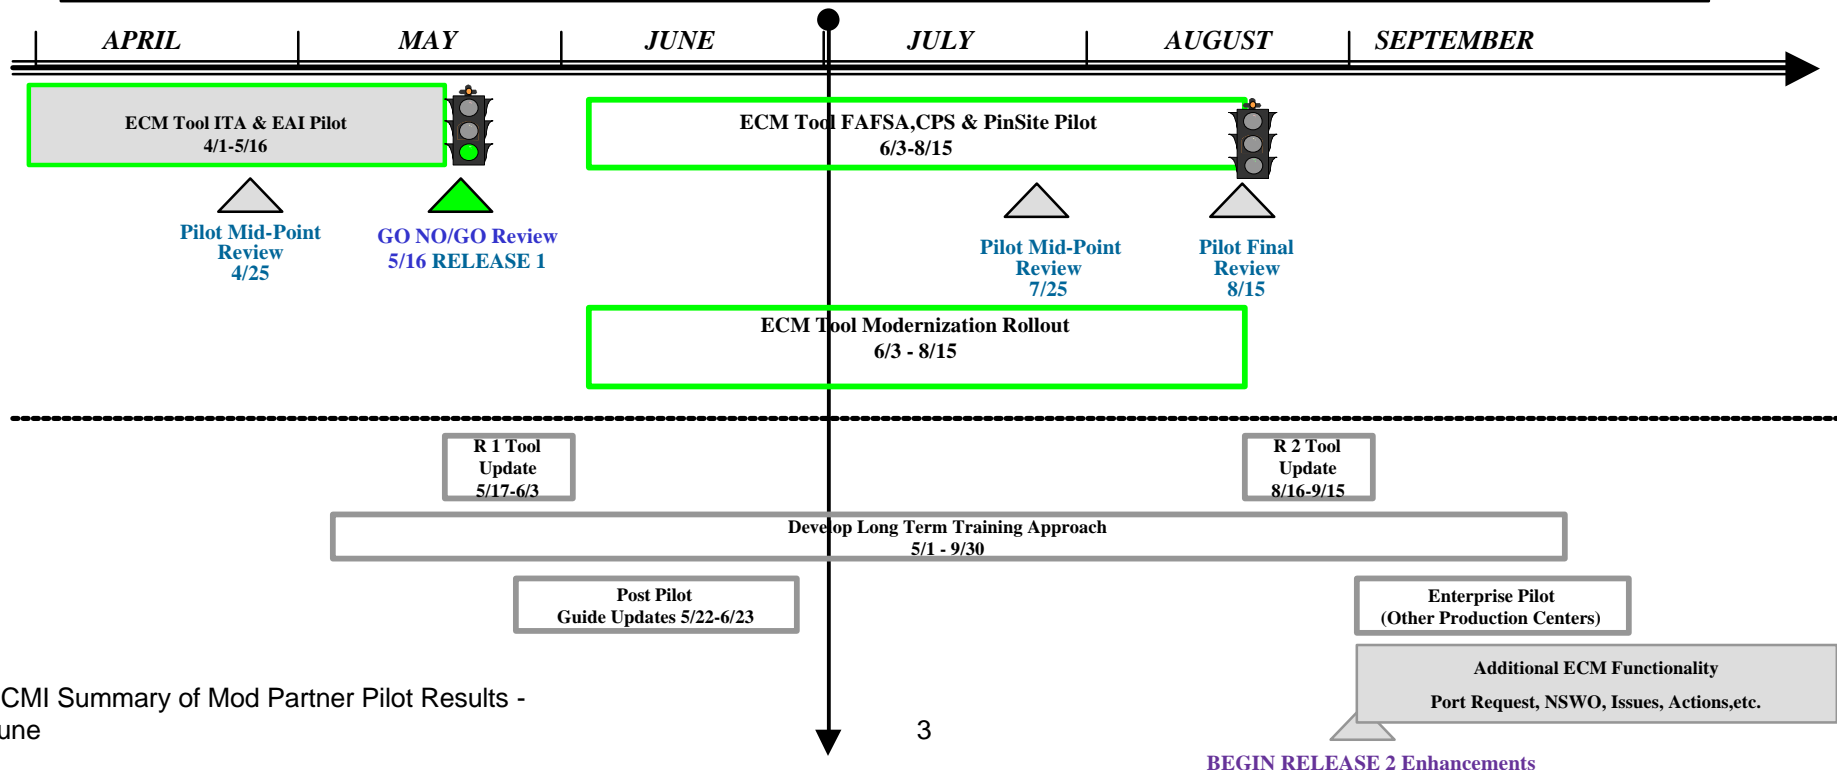 APRIL MAY JUNE JULY AUGUST SEPTEMBER
ECM Tool ITA & EAI Pilot
4/1-5/16
ECM Tool FAFSA,CPS & PinSite Pilot
6/3-8/15
Pilot Mid-Point
Review
4/25
GO NO/GO Review
5/16 RELEASE 1
Pilot Mid-Point
Review
7/25
Pilot Final
Review
8/15
ECM Tool Modernization Rollout
6/3 - 8/15
R 1 Tool
Update
5/17-6/3
R 2 Tool
Update
8/16-9/15
Develop Long Term Training Approach
5/1 - 9/30
Post Pilot
Guide Updates 5/22-6/23
Enterprise Pilot
(Other Production Centers)
Additional ECM Functionality
Port Request, NSWO, Issues, Actions,etc.
CMI Summary of Mod Partner Pilot Results -
une
3
BEGIN RELEASE 2 Enhancements